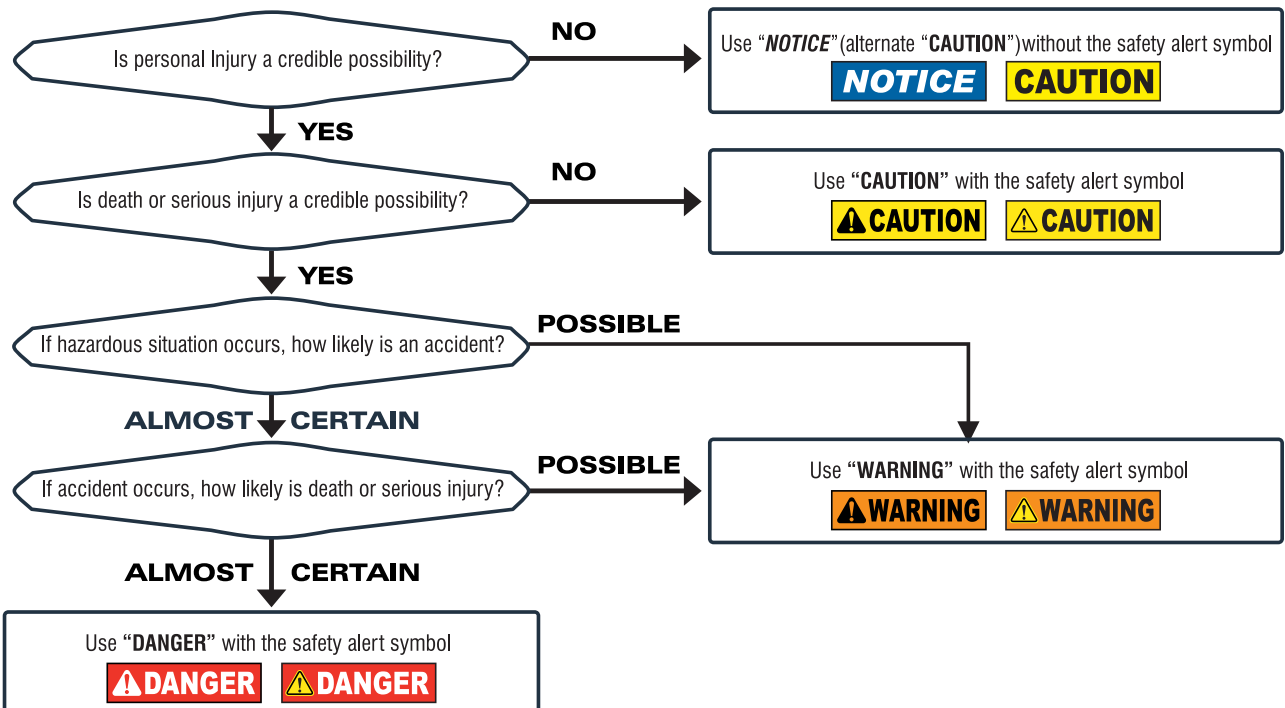 Is personal Injury a credible possibility?
NO
Use “NOTICE” (alternate “CAUTION”) without the safety alert symbol
NOTICE CAUTION
YES
Is death or serious injury a credible possibility?
NO
Use “CAUTION” with the safety alert symbol
CAUTION CAUTION
YES
If hazardous situation occurs, how likely is an accident?
POSSIBLE
ALMOST CERTAIN
If accident occurs, how likely is death or serious injury?
POSSIBLE
Use “WARNING” with the safety alert symbol
WARNING WARNING
ALMOST CERTAIN
Use “DANGER” with the safety alert symbol
DANGER DANGER